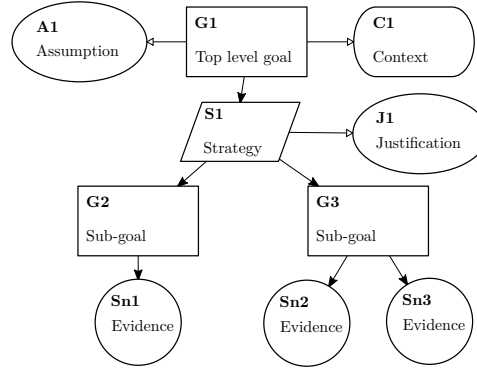 A1
Assumption
G1
Top level goal
C1
Context
S1
Strategy
J1
Justification
G2
Sub-goal
G3
Sub-goal
Sn1
Evidence
Sn2
Evidence
Sn3
Evidence